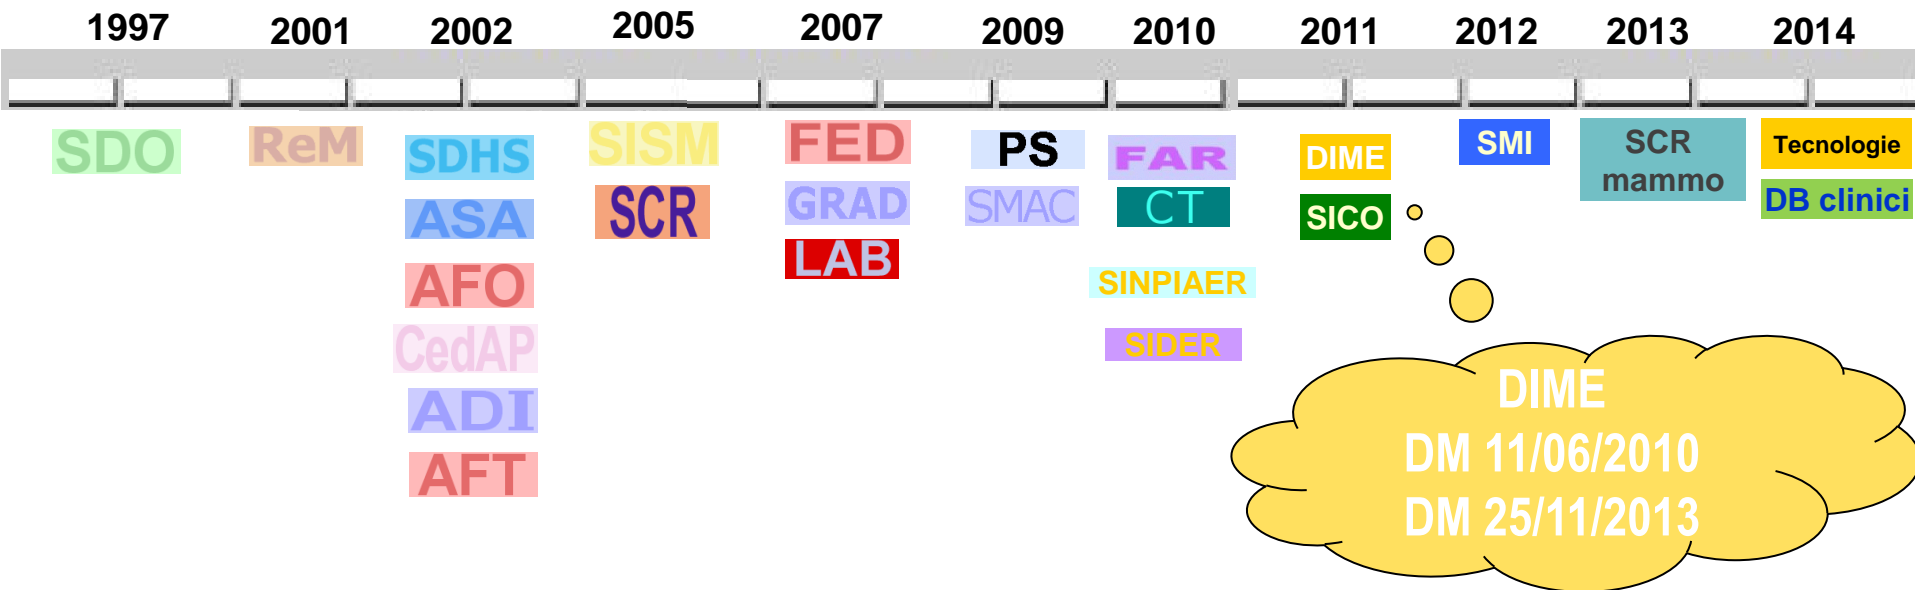 1997 2001 2002 2005 2007 2009 2010 2011 2012 2013 2014
SDO
ReM
SDHS
ASA
AFO
CedAP
ADI
AFT
SISM
SCR
FED
GRAD
LAB
PS
SMAC
FAR
CT
SINPIAER
SIDER
DIME
SICO
SMI
SCR
mammo
Tecnologie
DB clinici
DIME
DM 11/06/2010
DM 25/11/2013